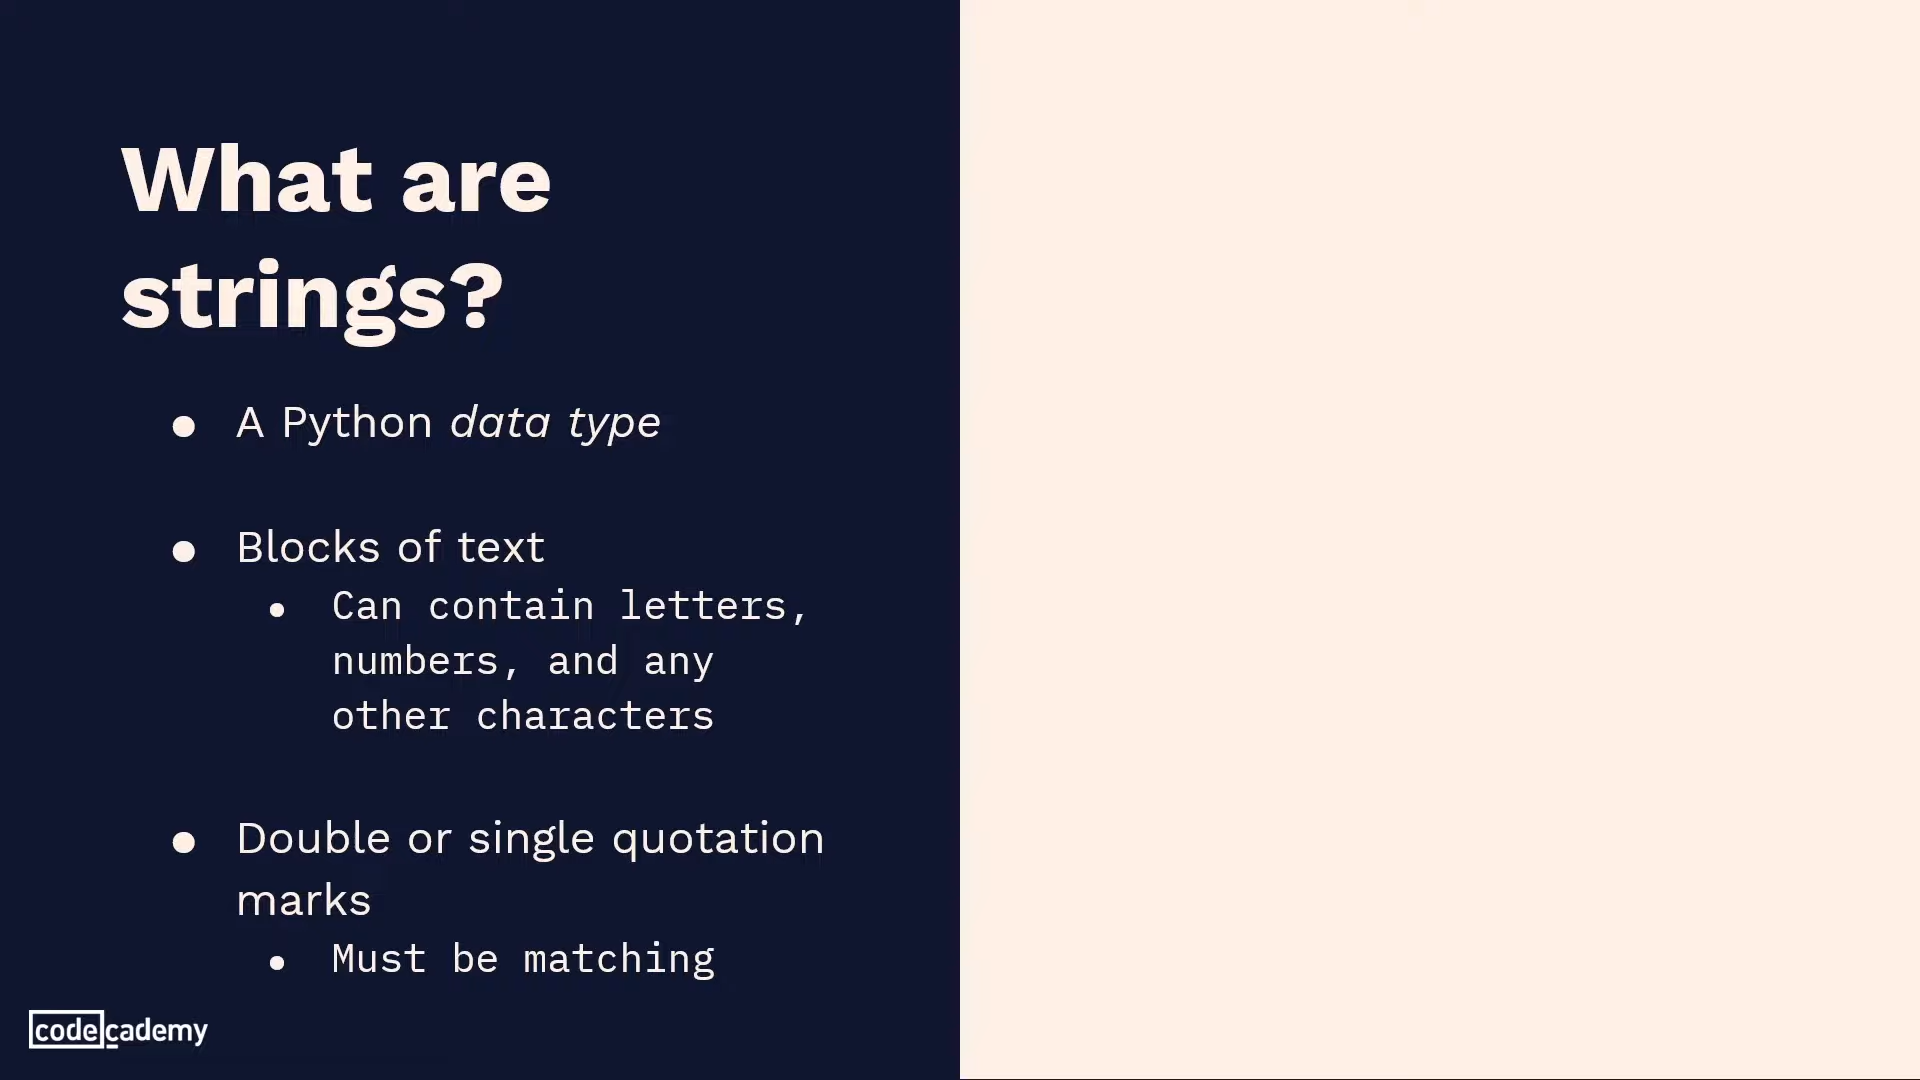 What are
strings?
● A Python data type
● Blocks of text
● Can contain letters,
numbers, and any
other characters
● Double or single quotation
marks
● Must be matching
codecademy